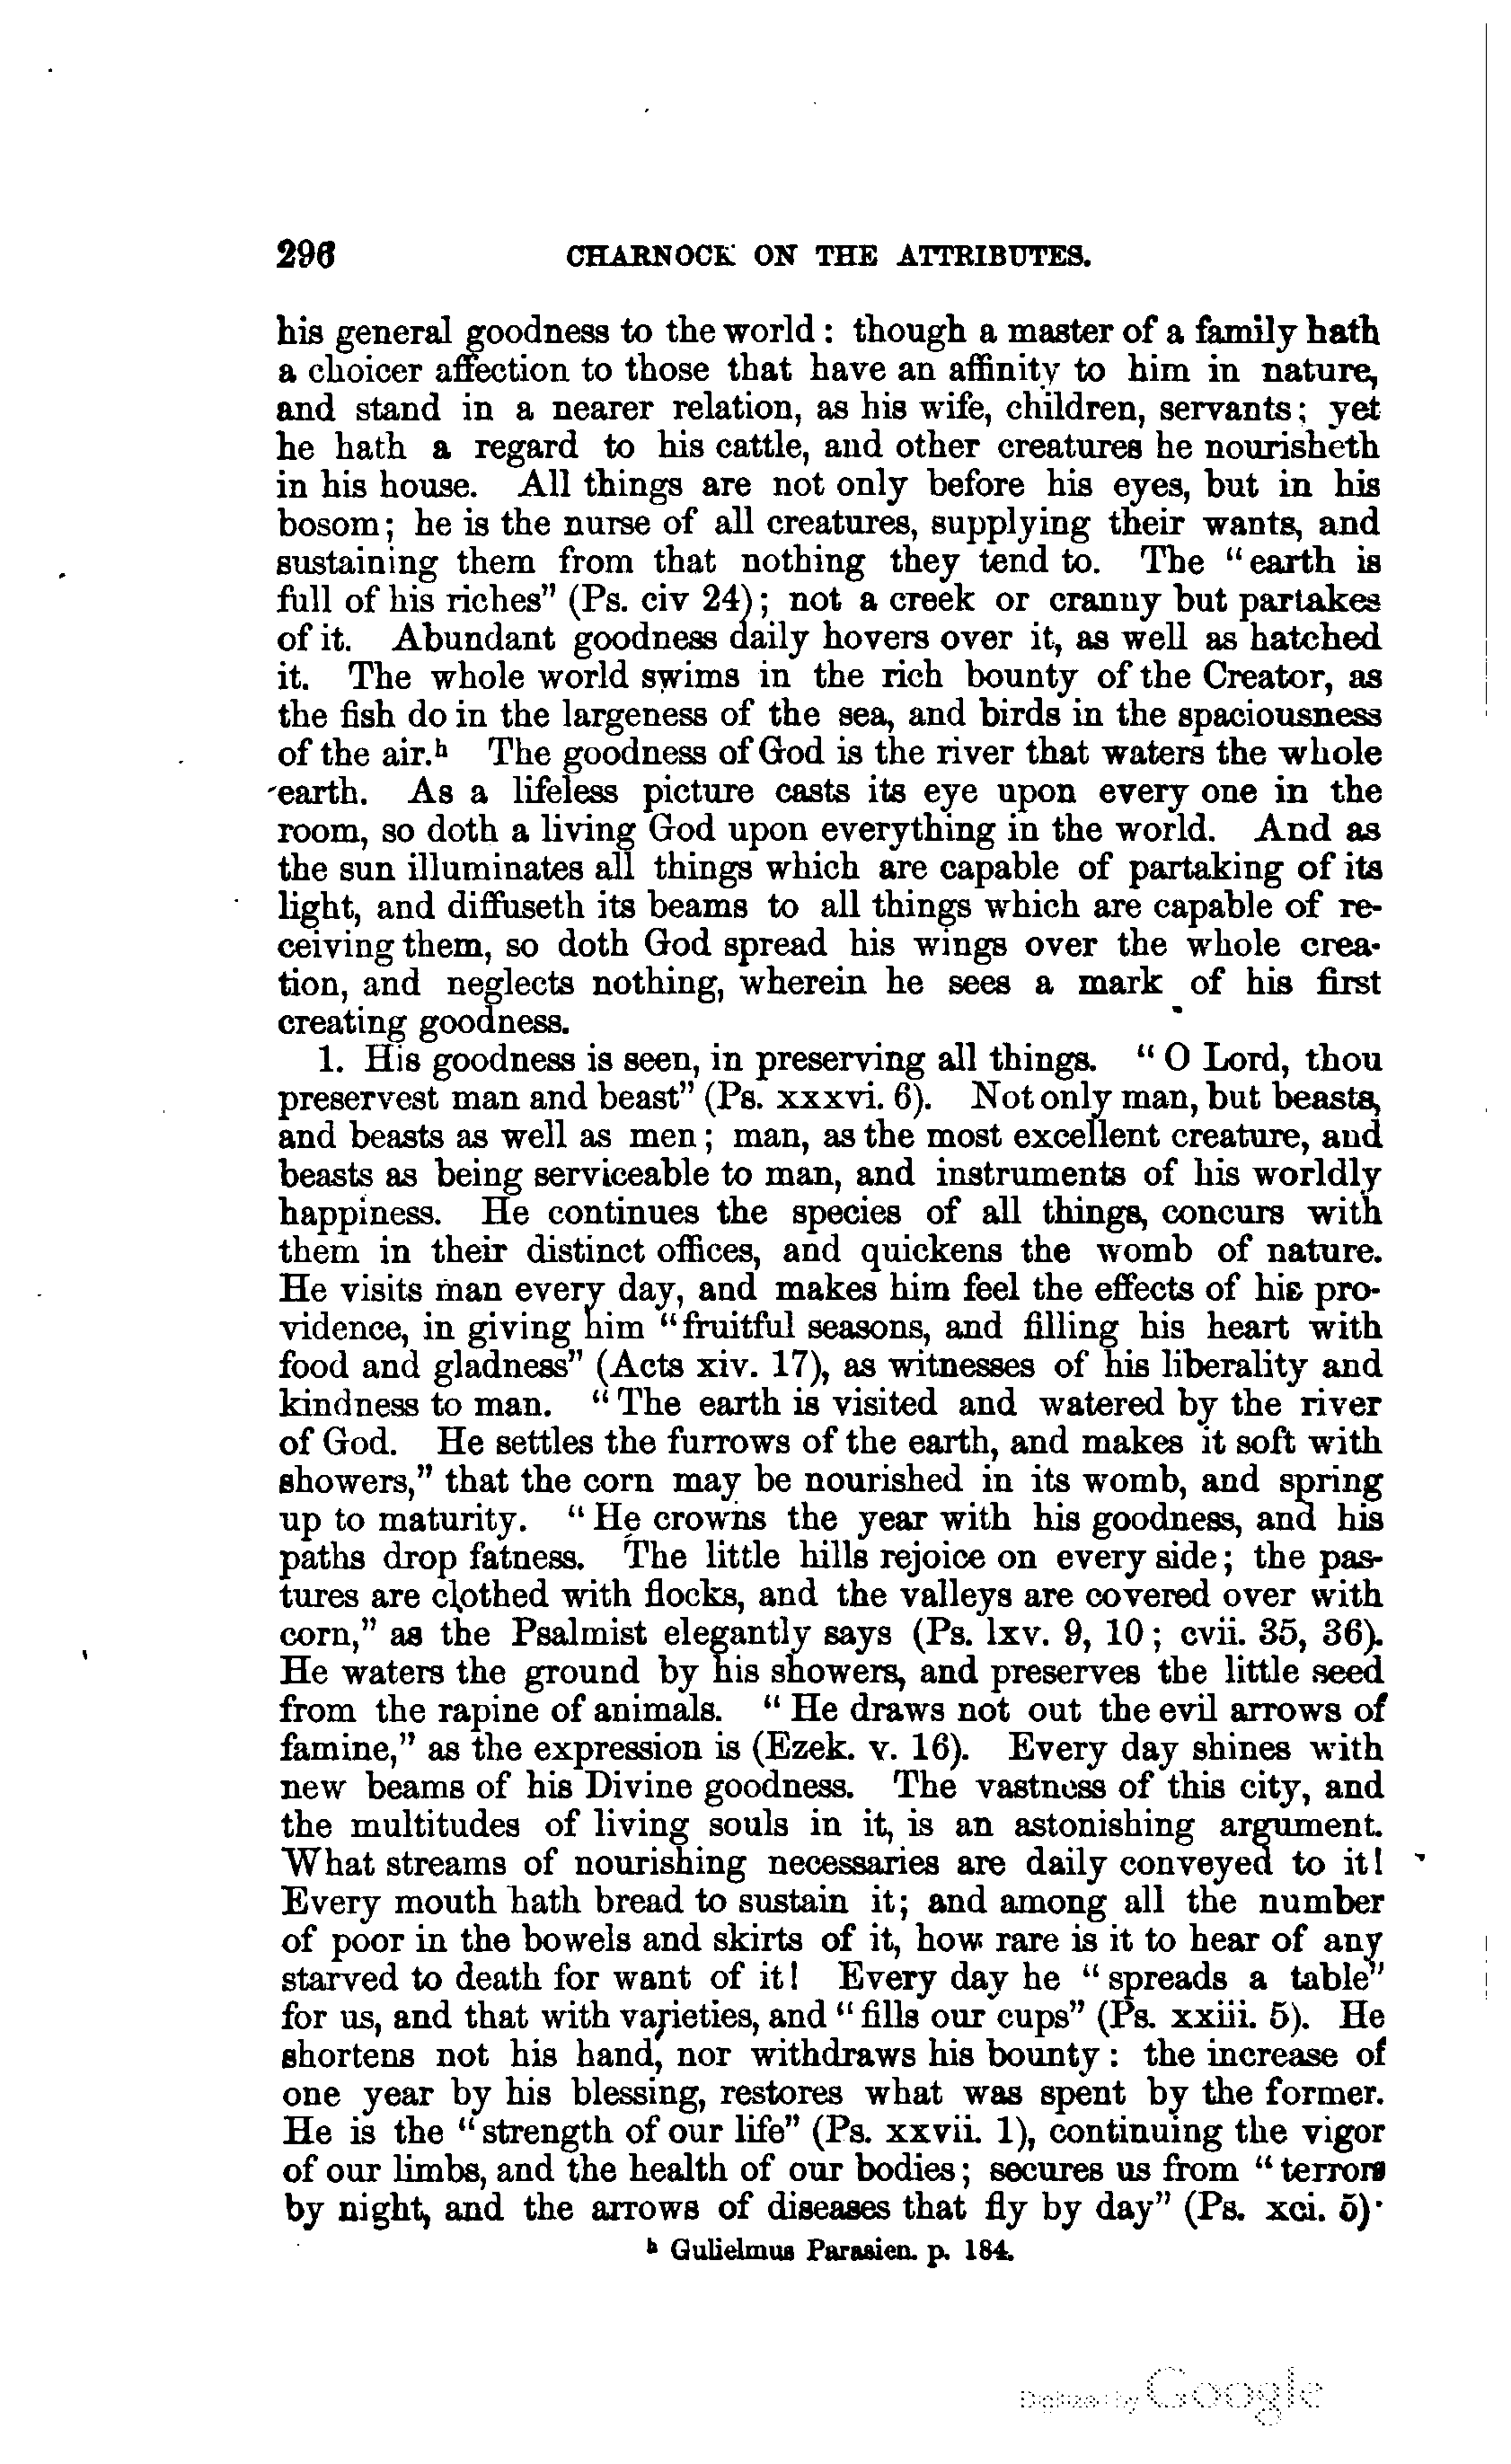 296 CHARNOCK ON THE ATTRIBUTES.
his general goodness to the world : though a master of a family hath
a choicer affection to those that have an affinity to him in nature,
and stand in a nearer relation, as his wife, children, servants; yet
he hath a regard to his cattle, and other creatures he nourisheth
in his house. All things are not only before his eyes, but in his
bosom; he is the nurse of all creatures, supplying their wants, and
sustaining them from that nothing they tend to. The "earth is
full of his riches" (Ps. civ 24); not a creek or cranny but partakes
of it. Abundant goodness daily hovers over it, as well as hatched
it. The whole world swims in the rich bounty of the Creator, as
the fish do in the largeness of the sea, and birds in the spaciousness
of the air.h The goodness of God is the river that waters the whole
earth. As a lifeless picture casts its eye upon every one in the
room, so doth a living God upon everything in the world. And as
the sun illuminates all things which are capable of partaking of its
light, and diffuseth its beams to all things which are capable of re-
ceiving them, so doth God spread his wings over the whole crea-
tion, and neglects nothing, wherein he sees a mark of his first
creating goodness.
1. His goodness is seen, in preserving all things. "O Lord, thou
preservest man and beast" (Ps. xxxvi. 6). Not only man, but beasts,
and beasts as well as men; man, as the most excellent creature, and
beasts as being serviceable to man, and instruments of his worldly
happiness. He continues the species of all things, concurs with
them in their distinct offices, and quickens the womb of nature.
He visits man every day, and makes him feel the effects of his pro-
vidence, in giving him "fruitful seasons, and filling his heart with
food and gladness" (Acts xiv. 17), as witnesses of his liberality and
kindness to man. "The earth is visited and watered by the river
of God. He settles the furrows of the earth, and makes it soft with
showers," that the corn may be nourished in its womb, and spring
up to maturity. "He crowns the year with his goodness, and his
paths drop fatness. The little hills rejoice on every side; the pas-
tures are clothed with flocks, and the valleys are covered over with
corn," as the Psalmist elegantly says (Ps. lxv. 9, 10; cvii. 35, 36).
He waters the ground by his showers, and preserves the little seed
from the rapine of animals. "He draws not out the evil arrows of
famine," as the expression is (Ezek. v. 16). Every day shines with
new beams of his Divine goodness. The vastness of this city, and
the multitudes of living souls in it, is an astonishing argument.
What streams of nourishing necessaries are daily conveyed to it!
Every mouth hath bread to sustain it; and among all the number
of poor in the bowels and skirts of it, how rare is it to hear of any
starved to death for want of it! Every day he "spreads a table"
for us, and that with varieties, and "fills our cups" (Ps. xxiii. 5). He
shortens not his hand, nor withdraws his bounty : the increase of
one year by his blessing, restores what was spent by the former.
He is the "strength of our life" (Ps. xxvii. 1), continuing the vigor
of our limbs, and the health of our bodies; secures us from "terrors
by night, and the arrows of diseases that fly by day" (Ps. xci. 5)·
h Gulielmus Parasien. p. 184.
Digitized by Google